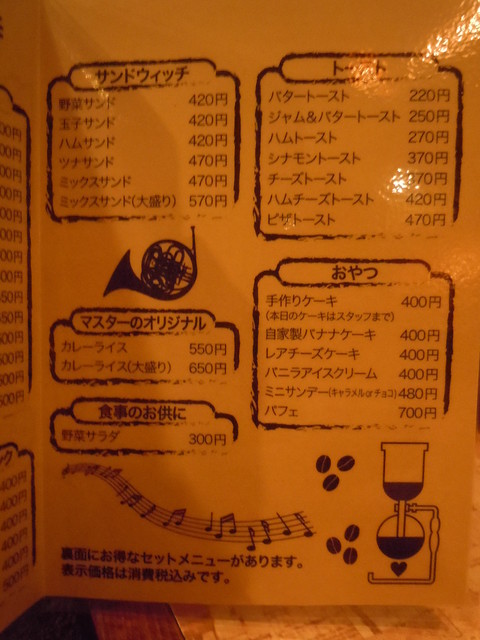 サンドウィッチ
野菜サンド 420円
玉子サンド 420円
ハムサンド 420円
ツナサンド 470円
ミックスサンド 470円
ミックスサンド(大盛り) 570円
マスターのオリジナル
カレーライス 550円
カレーライス(大盛り) 650円
食事のお供に
野菜サラダ 300円
トースト
バタートースト 220円
ジャム&バタートースト 250円
ハムトースト 270円
シナモントースト 370円
チーズトースト 70円
ハムチーズトースト 420円
ピザトースト 470円
おやつ
手作りケーキ 400円
(本日のケーキはスタッフまで)
自家製バナナケーキ 400円
レアチーズケーキ 400円
バニラアイスクリーム 400円
ミニサンデー(キャラメルorチョコ) 480円
パフェ 700円
裏面にお得なセットメニューがあります。
表示価格は消費税込みです。